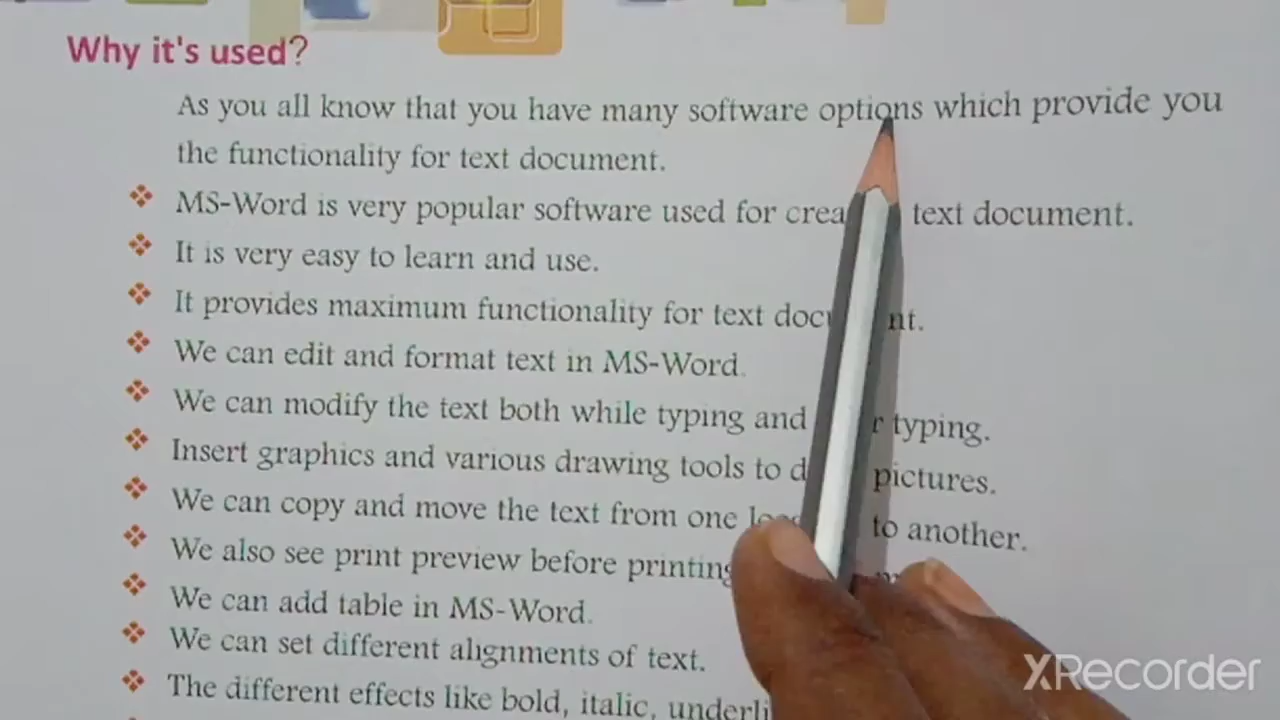 Why it's used?
As you all know that you have many software options which provide you
the functionality for text document.
MS-Word is very popular software used for crea text document.
It is very easy to learn and use.
It provides maximum functionality for text doc nt.
We can edit and format text in MS-Word.
We can modify the text both while typing and r typing.
Insert graphics and various drawing tools to d pictures.
We can copy and move the text from one to another.
We also see print preview before printing
We can add table in MS-Word.
We can set different alignments of text.
The different effects like bold, italic, underli
XRecorder